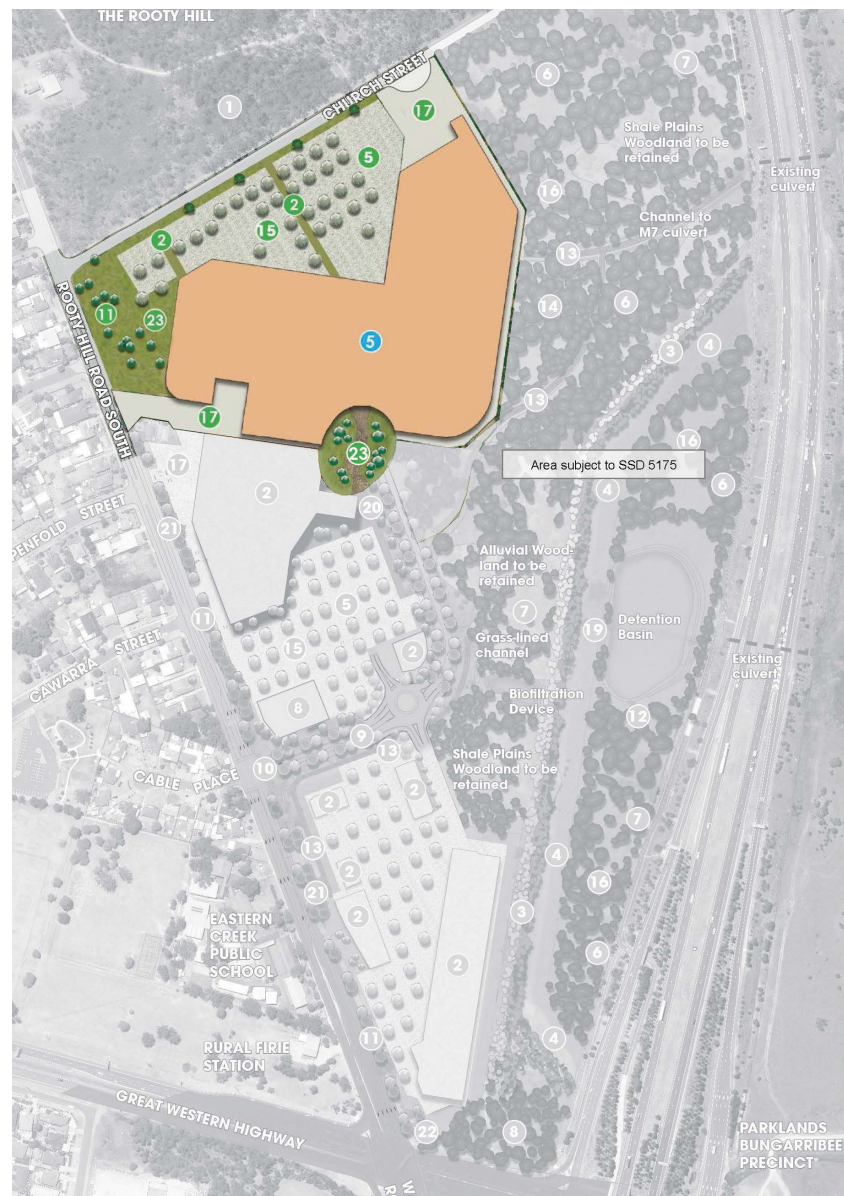 THE ROOTY HILL
CHURCH STREET
1
6
7
17
Shale Plains
Woodland to be
retained
5
Existing
culvert
16
2
Channel to
M7 culvert
15
2
13
11
23
14
6
ROOTY HILL ROAD SOUTH
5
3
4
13
17
16
23
Area subject to SSD 5175
17
2
4
6
20
PENFOLD STREET
21
Alluvial Wood-
land to be
retained
5
7
11
Detention
Basin
19
15
Grass-lined
channel
2
CAWARRA STREET
Existing
culvert
Biofiltration
Device
8
12
9
13
10
Shale Plains
Woodland to be
retained
CABLE PLACE
2
2
7
13
4
2
16
21
2
3
EASTERN
CREEK
PUBLIC
SCHOOL
6
2
11
4
RURAL FIRIE
STATION
GREAT WESTERN HIGHWAY
22
8
PARKLANDS
BUNGARRIBEE
PRECINCT
W
R